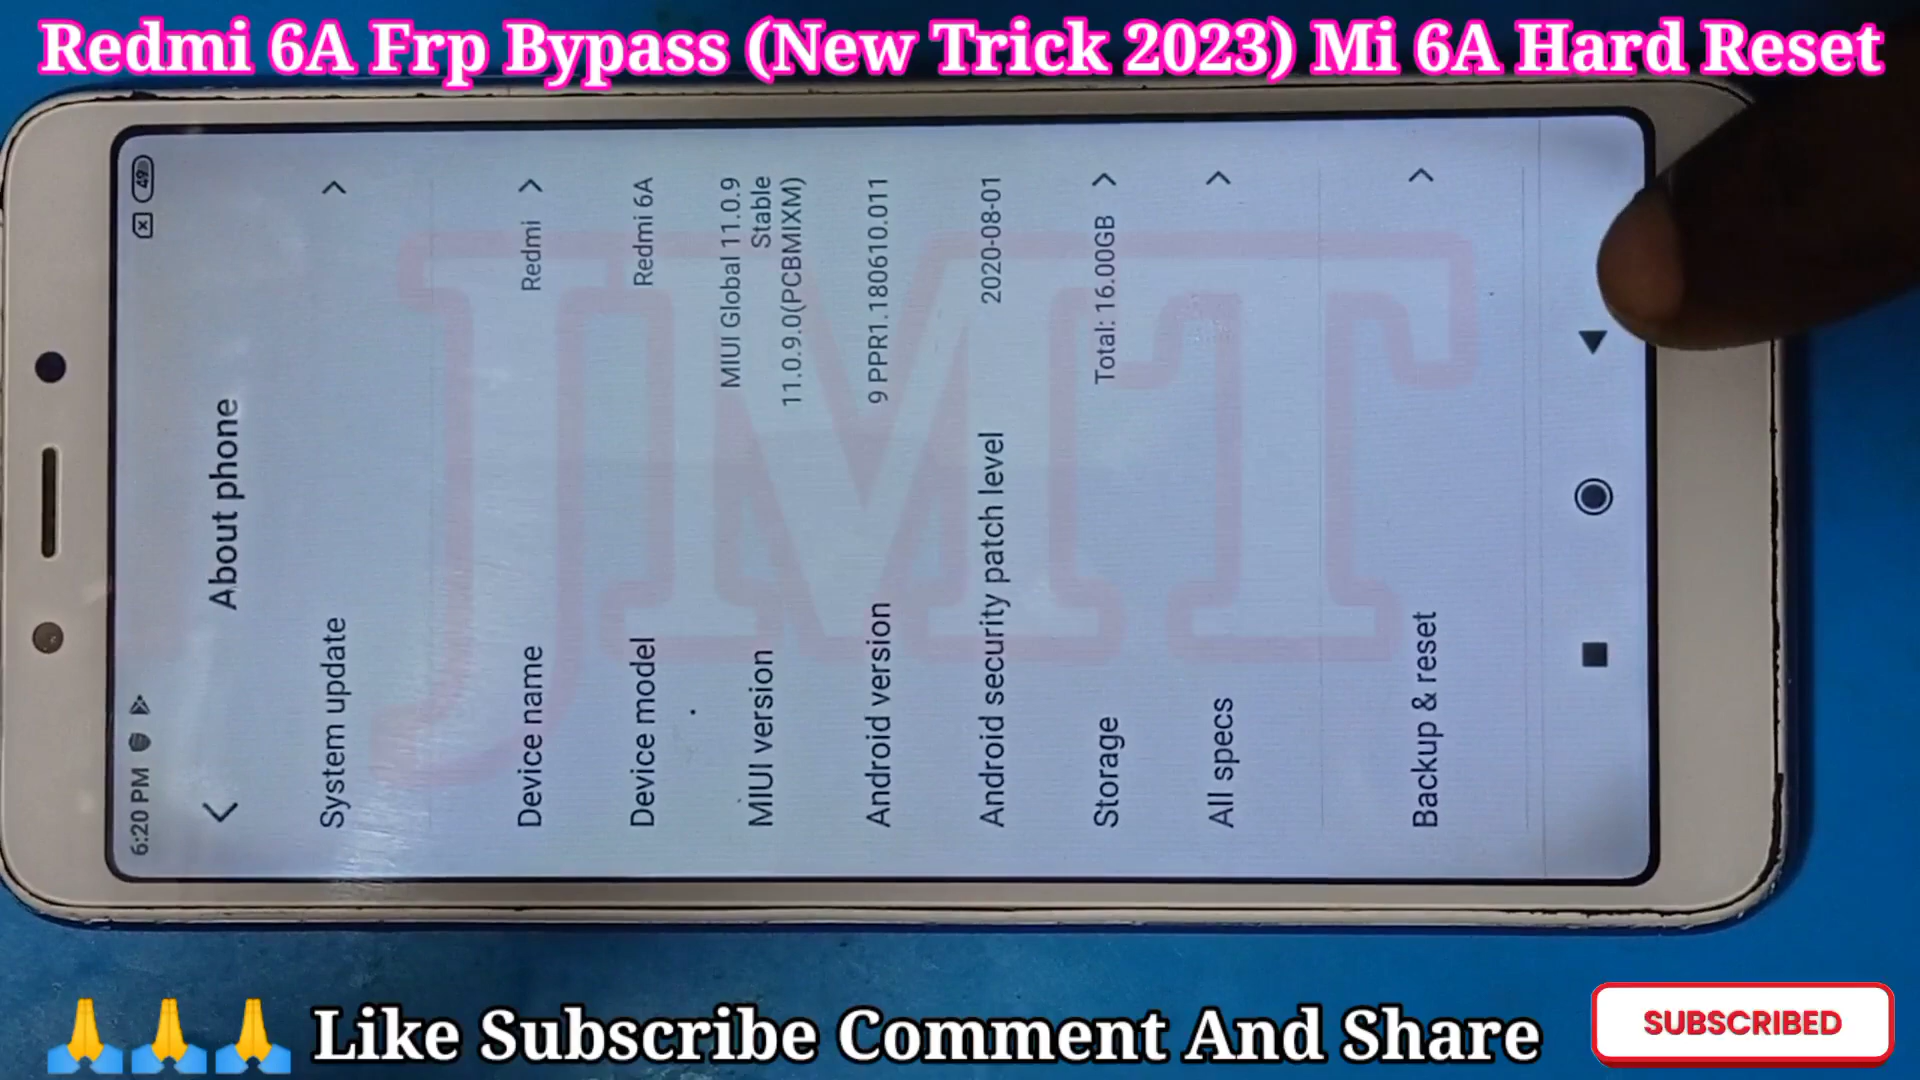 Redmi 6A Frp Bypass (New Trick 2023) Mi 6A Hard Reset
6:20 PM
49
About phone
System update
Device name
Redmi
Device model
Redmi 6A
MIUI version
MIUI Global 11.0.9
Stable
11.0.9.0(PCBMIXM)
Android version
9 PPR1.180610.011
Android security patch level
2020-08-01
Storage
Total: 16.00GB
All specs
Backup & reset
JMT
🙏🙏🙏 Like Subscribe Comment And Share
SUBSCRIBED